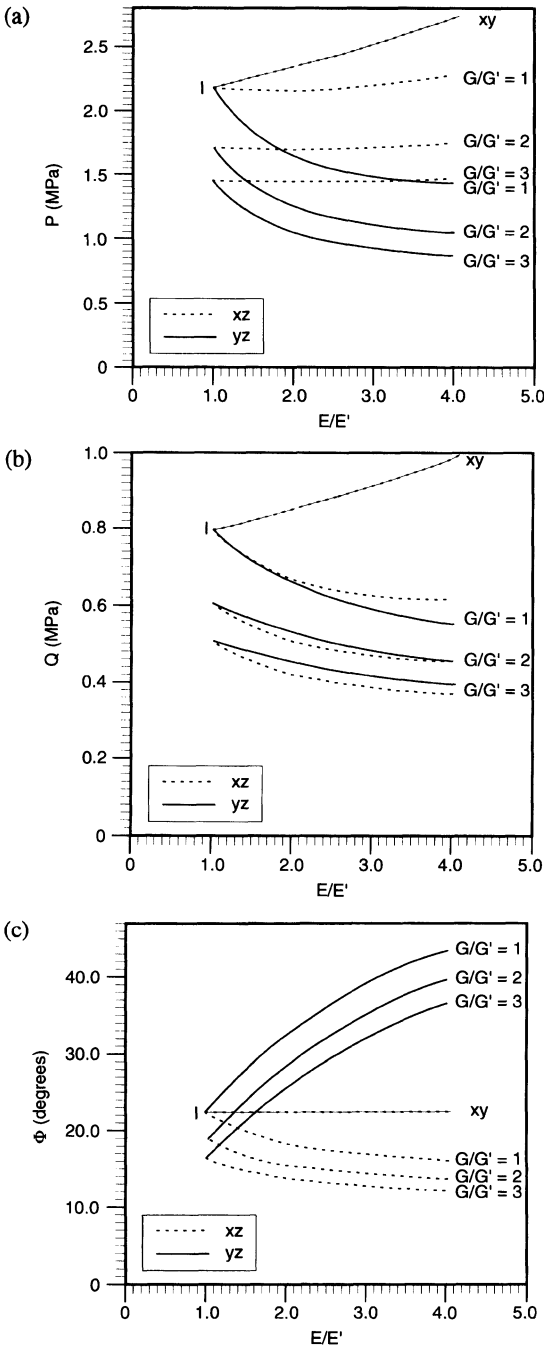 (a)
xy
2.5
I
G/G' = 1
2.0
G/G' = 2
P (MPa)
1.5
G/G' = 3
G/G' = 1
1.0
G/G' = 2
G/G' = 3
0.5
xz
yz
0
0 1.0 2.0 3.0 4.0 5.0
E/E'
(b)
1.0
xy
0.8
I
Q (MPa)
0.6
G/G' = 1
G/G' = 2
0.4
G/G' = 3
0.2
xz
yz
0
0 1.0 2.0 3.0 4.0 5.0
E/E'
(c)
G/G' = 1
40.0
G/G' = 2
G/G' = 3
Φ (degrees)
30.0
I
xy
20.0
G/G' = 1
G/G' = 2
G/G' = 3
10.0
xz
yz
0
0 1.0 2.0 3.0 4.0 5.0
E/E'